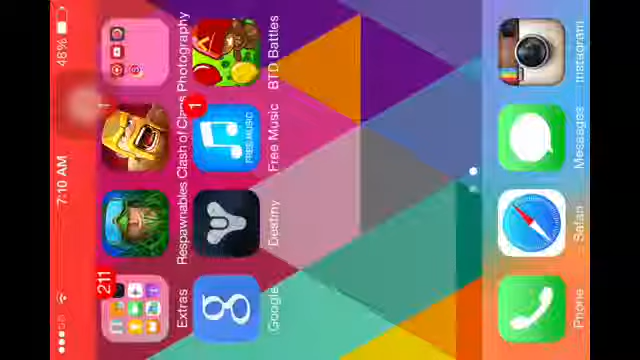 7:10 AM
48%
211
1
Extras
Respawnables
Clash of Clans
Photography
1
FREE MUSIC
Google
Destiny
Free Music
BTD Battles
Phone
Safari
Messages
Instagram